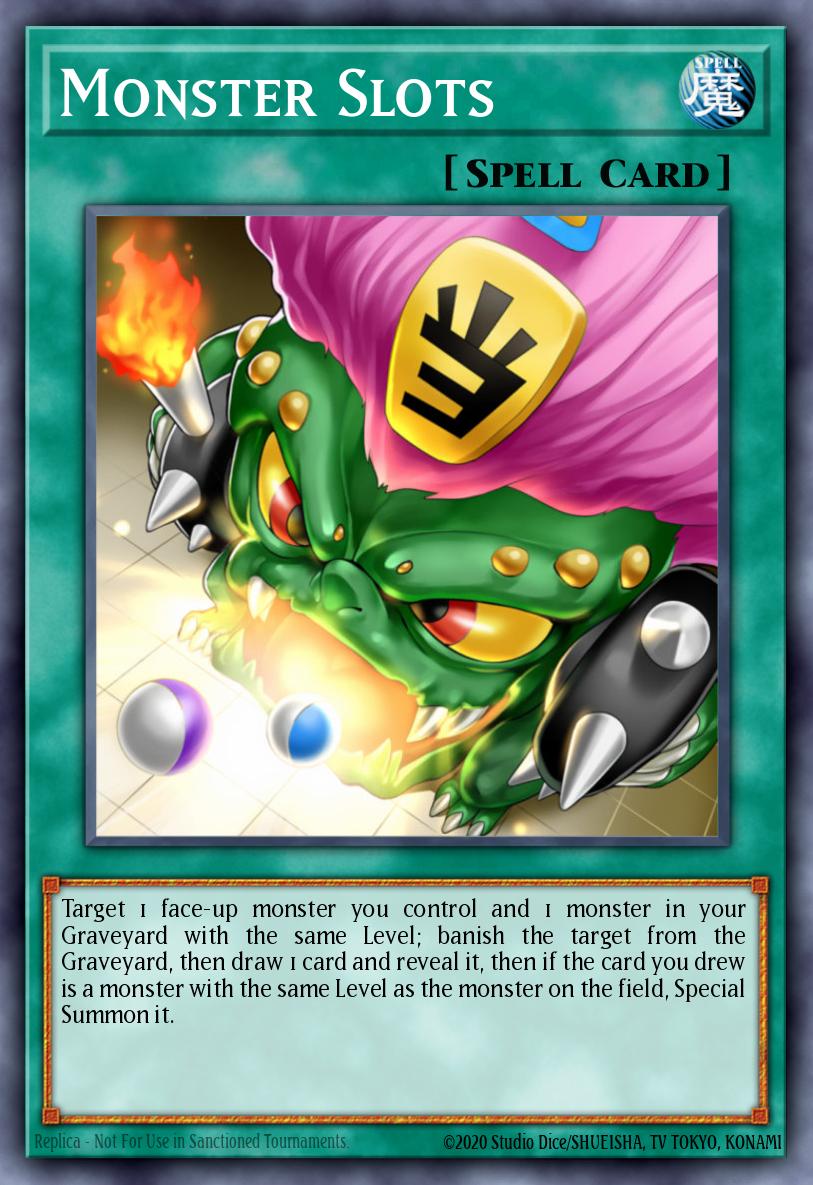 Monster Slots
SPELL
魔
[ Spell Card ]
当
Target 1 face-up monster you control and 1 monster in your
Graveyard with the same Level; banish the target from the
Graveyard, then draw 1 card and reveal it, then if the card you drew
is a monster with the same Level as the monster on the field, Special
Summon it.
Replica - Not For Use in Sanctioned Tournaments.
©2020 Studio Dice/SHUEISHA, TV TOKYO, KONAMI